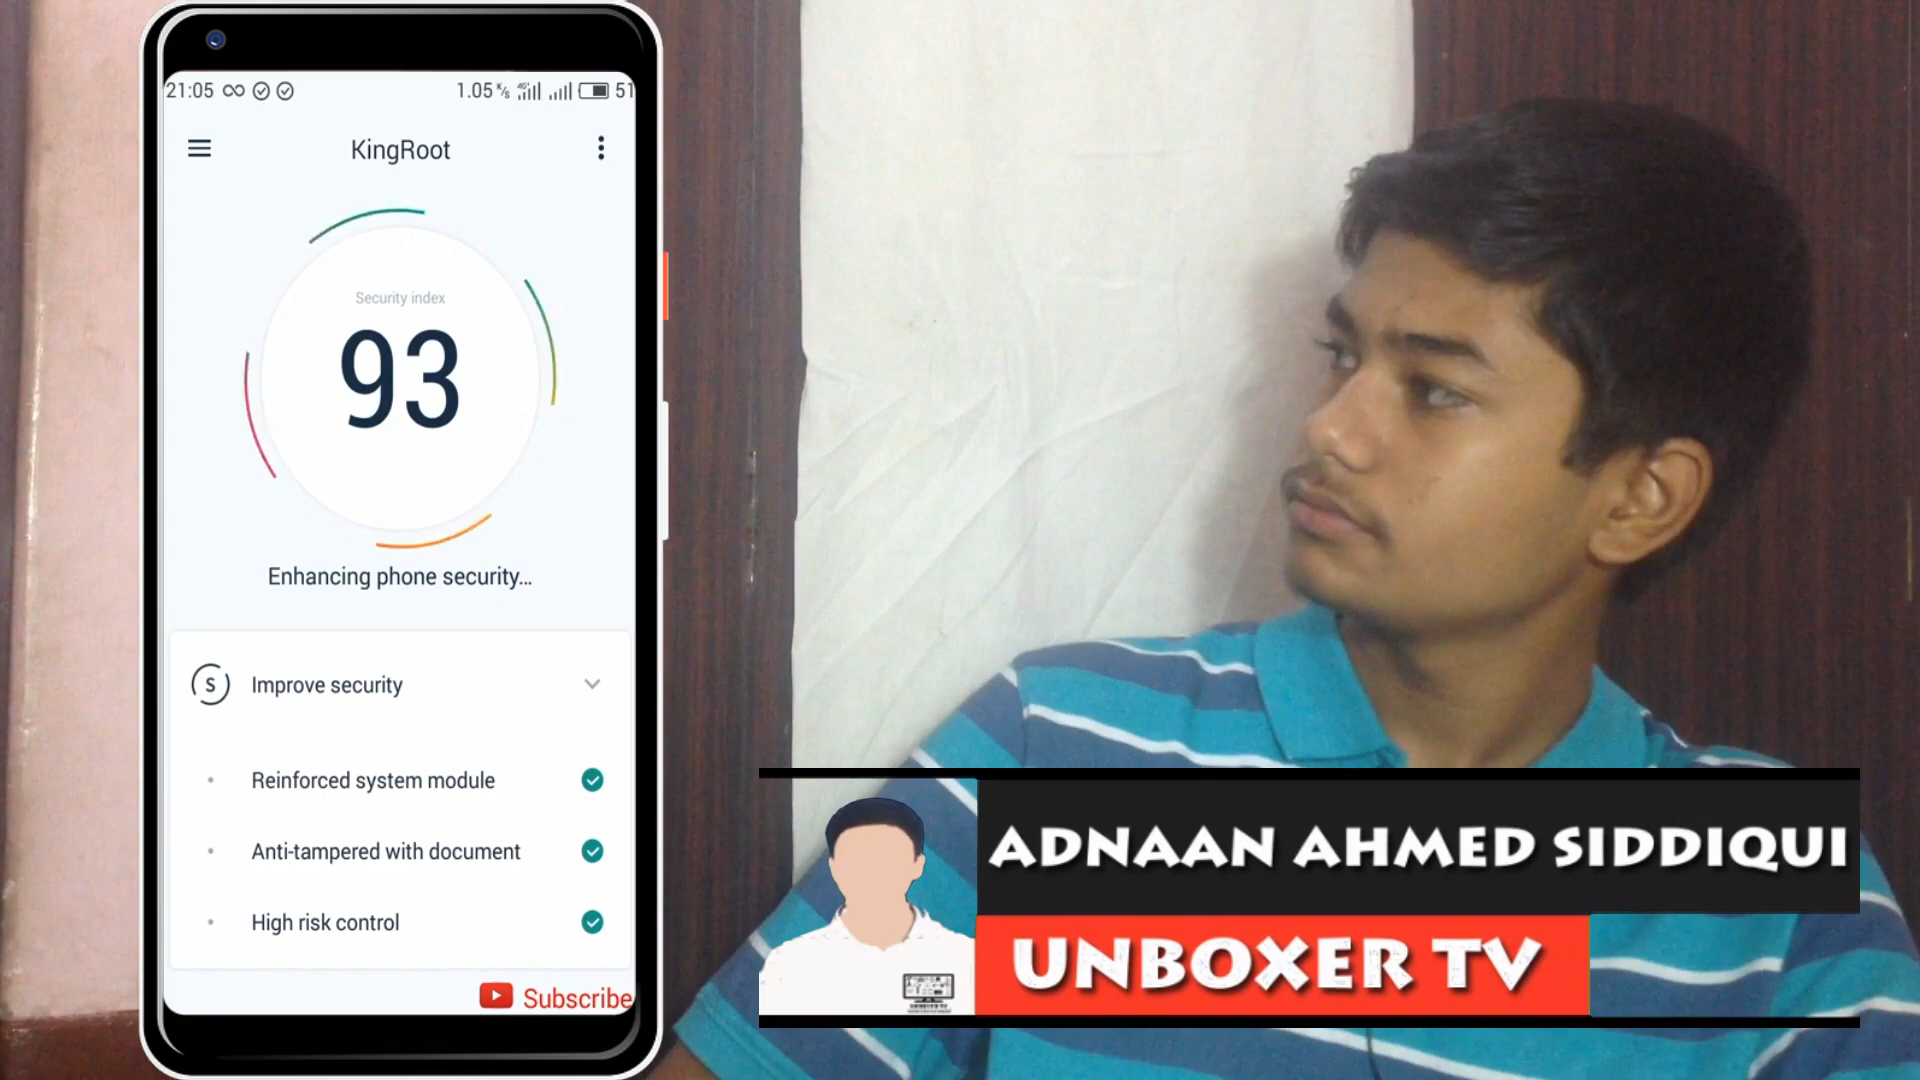 21:05 1.05 K/s 4G+ 51
KingRoot
Security index
93
Enhancing phone security...
S Improve security
Reinforced system module
Anti-tampered with document
High risk control
Subscribe
ADNAAN AHMED SIDDIQUI
UNBOXER TV